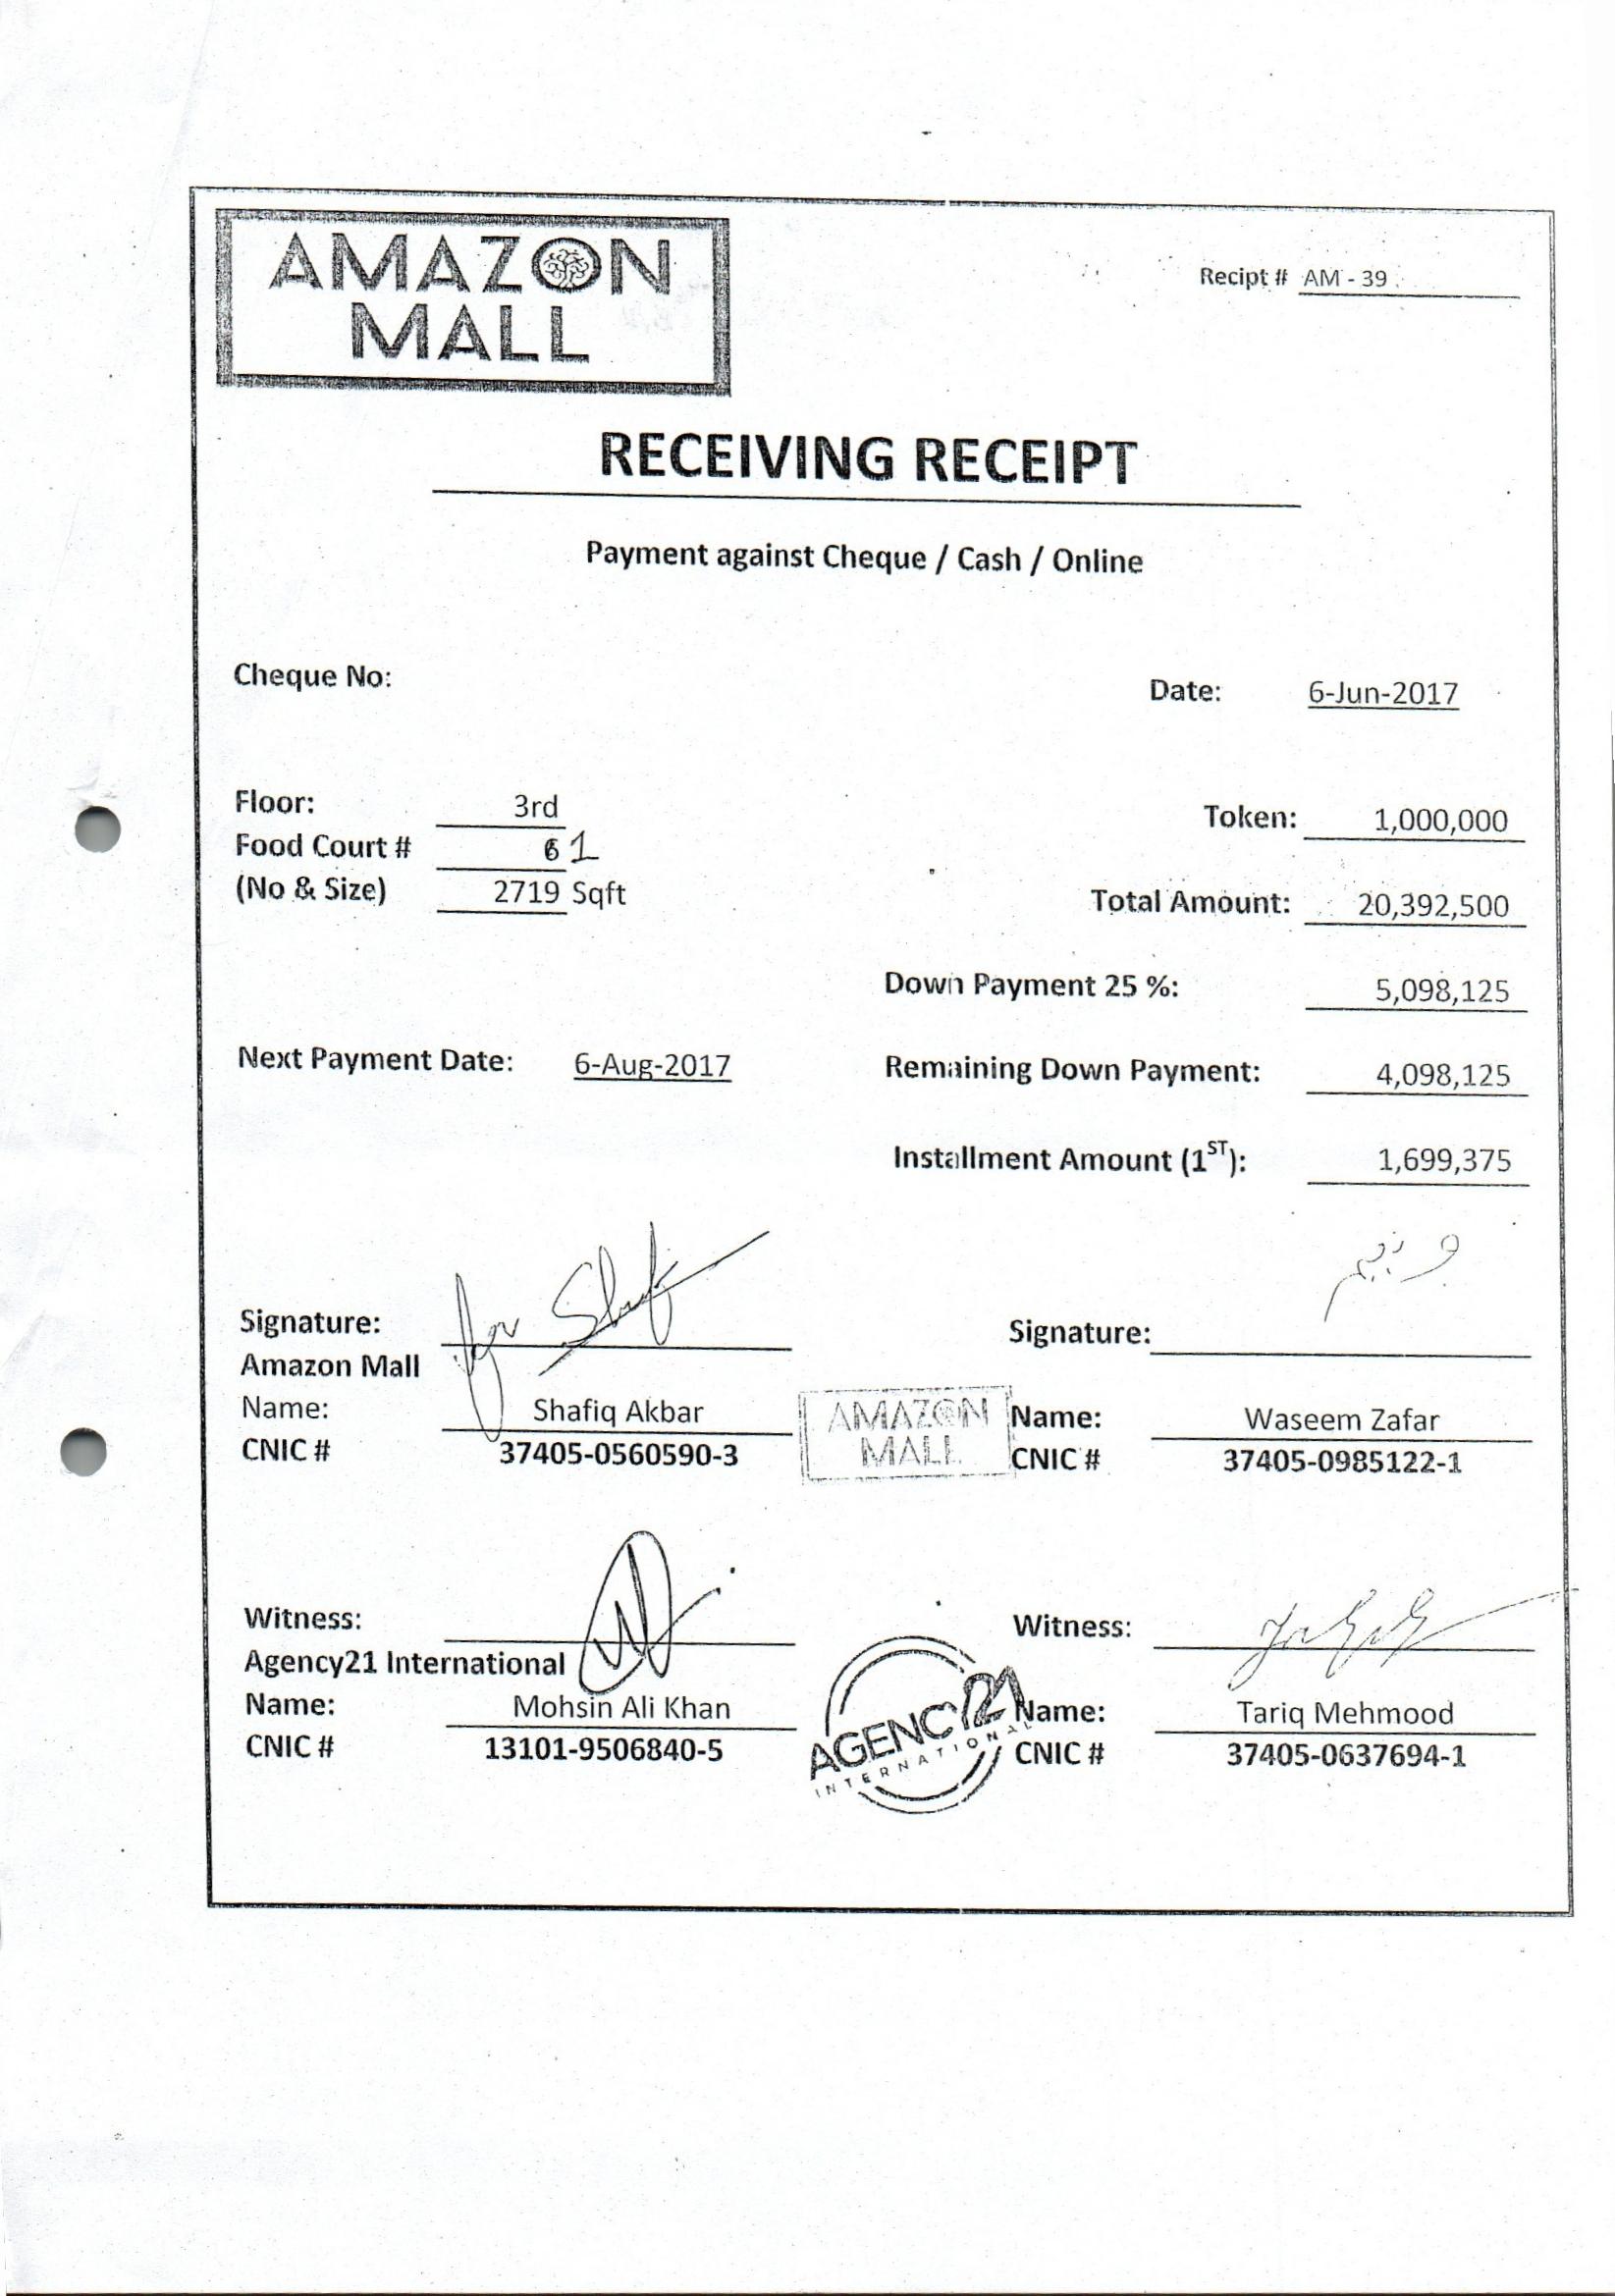 AMAZON
MALL
Recipt # AM - 39
RECEIVING RECEIPT
Payment against Cheque / Cash / Online
Cheque No:
Date: 6-Jun-2017
Floor: 3rd
Token: 1,000,000
Food Court # 6 1
(No & Size) 2719 Sqft
Total Amount: 20,392,500
Down Payment 25 %: 5,098,125
Next Payment Date: 6-Aug-2017
Remaining Down Payment: 4,098,125
Installment Amount (1ST): 1,699,375
Signature:
Signature: وسیم
Amazon Mall
Name: Shafiq Akbar
AMAZON
MALL
Name: Waseem Zafar
CNIC # 37405-0560590-3
CNIC # 37405-0985122-1
Witness:
Witness:
Agency21 International
Name: Mohsin Ali Khan
AGENCY21
INTERNATIONAL
Name: Tariq Mehmood
CNIC # 13101-9506840-5
CNIC # 37405-0637694-1